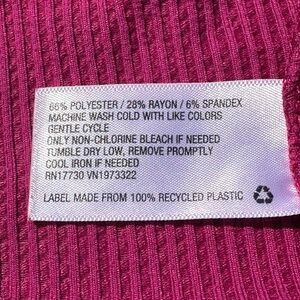 66% POLYESTER / 28% RAYON / 6% SPANDEX
MACHINE WASH COLD WITH LIKE COLORS
GENTLE CYCLE
ONLY NON-CHLORINE BLEACH IF NEEDED
TUMBLE DRY LOW, REMOVE PROMPTLY
COOL IRON IF NEEDED
RN17730 VN1973322
LABEL MADE FROM 100% RECYCLED PLASTIC